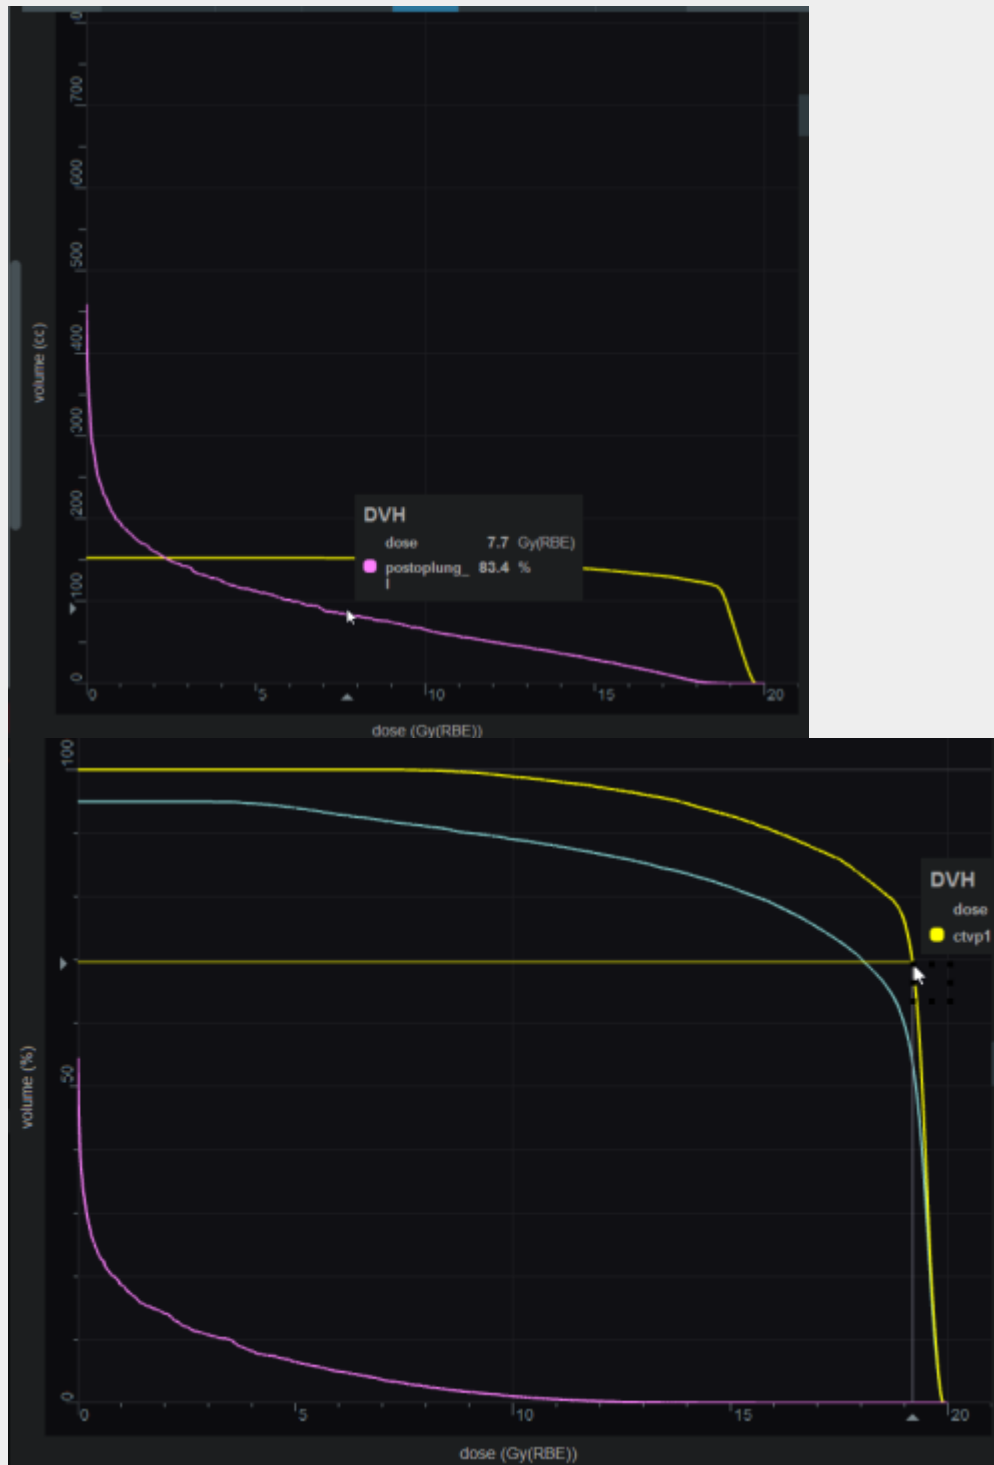 700
600
500
400
300
200
100
0
volume (cc)
DVH
dose 7.7 Gy(RBE)
postoplung_ 83.4 %
l
0 5 10 15 20
dose (Gy(RBE))
100
50
0
volume (%)
DVH
dose
ctvp1
0 5 10 15 20
dose (Gy(RBE))